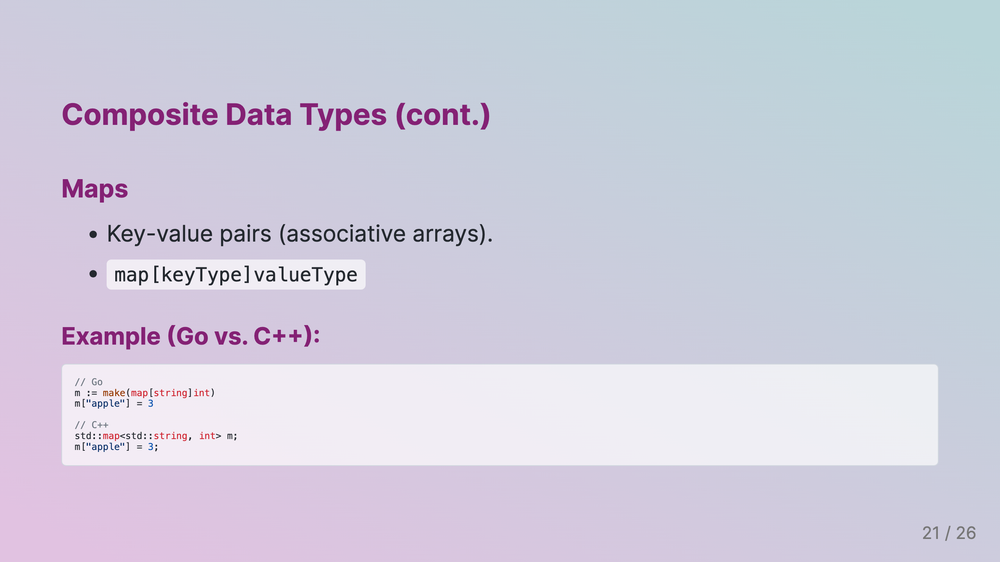 Composite Data Types (cont.)
Maps
• Key-value pairs (associative arrays).
• map[keyType]valueType
Example (Go vs. C++):
// Go
m := make(map[string]int)
m["apple"] = 3

// C++
std::map<std::string, int> m;
m["apple"] = 3;
21 / 26